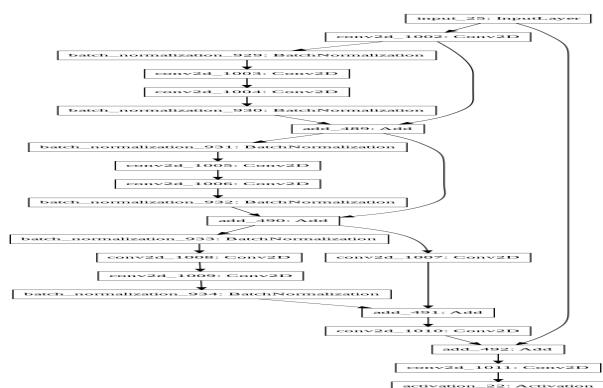 input_25: InputLayer
conv2d_1002: Conv2D
batch_normalization_929: BatchNormalization
conv2d_1003: Conv2D
conv2d_1004: Conv2D
batch_normalization_930: BatchNormalization
add_489: Add
batch_normalization_931: BatchNormalization
conv2d_1005: Conv2D
conv2d_1006: Conv2D
batch_normalization_932: BatchNormalization
add_490: Add
batch_normalization_933: BatchNormalization
conv2d_1008: Conv2D
conv2d_1007: Conv2D
conv2d_1009: Conv2D
batch_normalization_934: BatchNormalization
add_491: Add
conv2d_1010: Conv2D
add_492: Add
conv2d_1011: Conv2D
activation_22: Activation